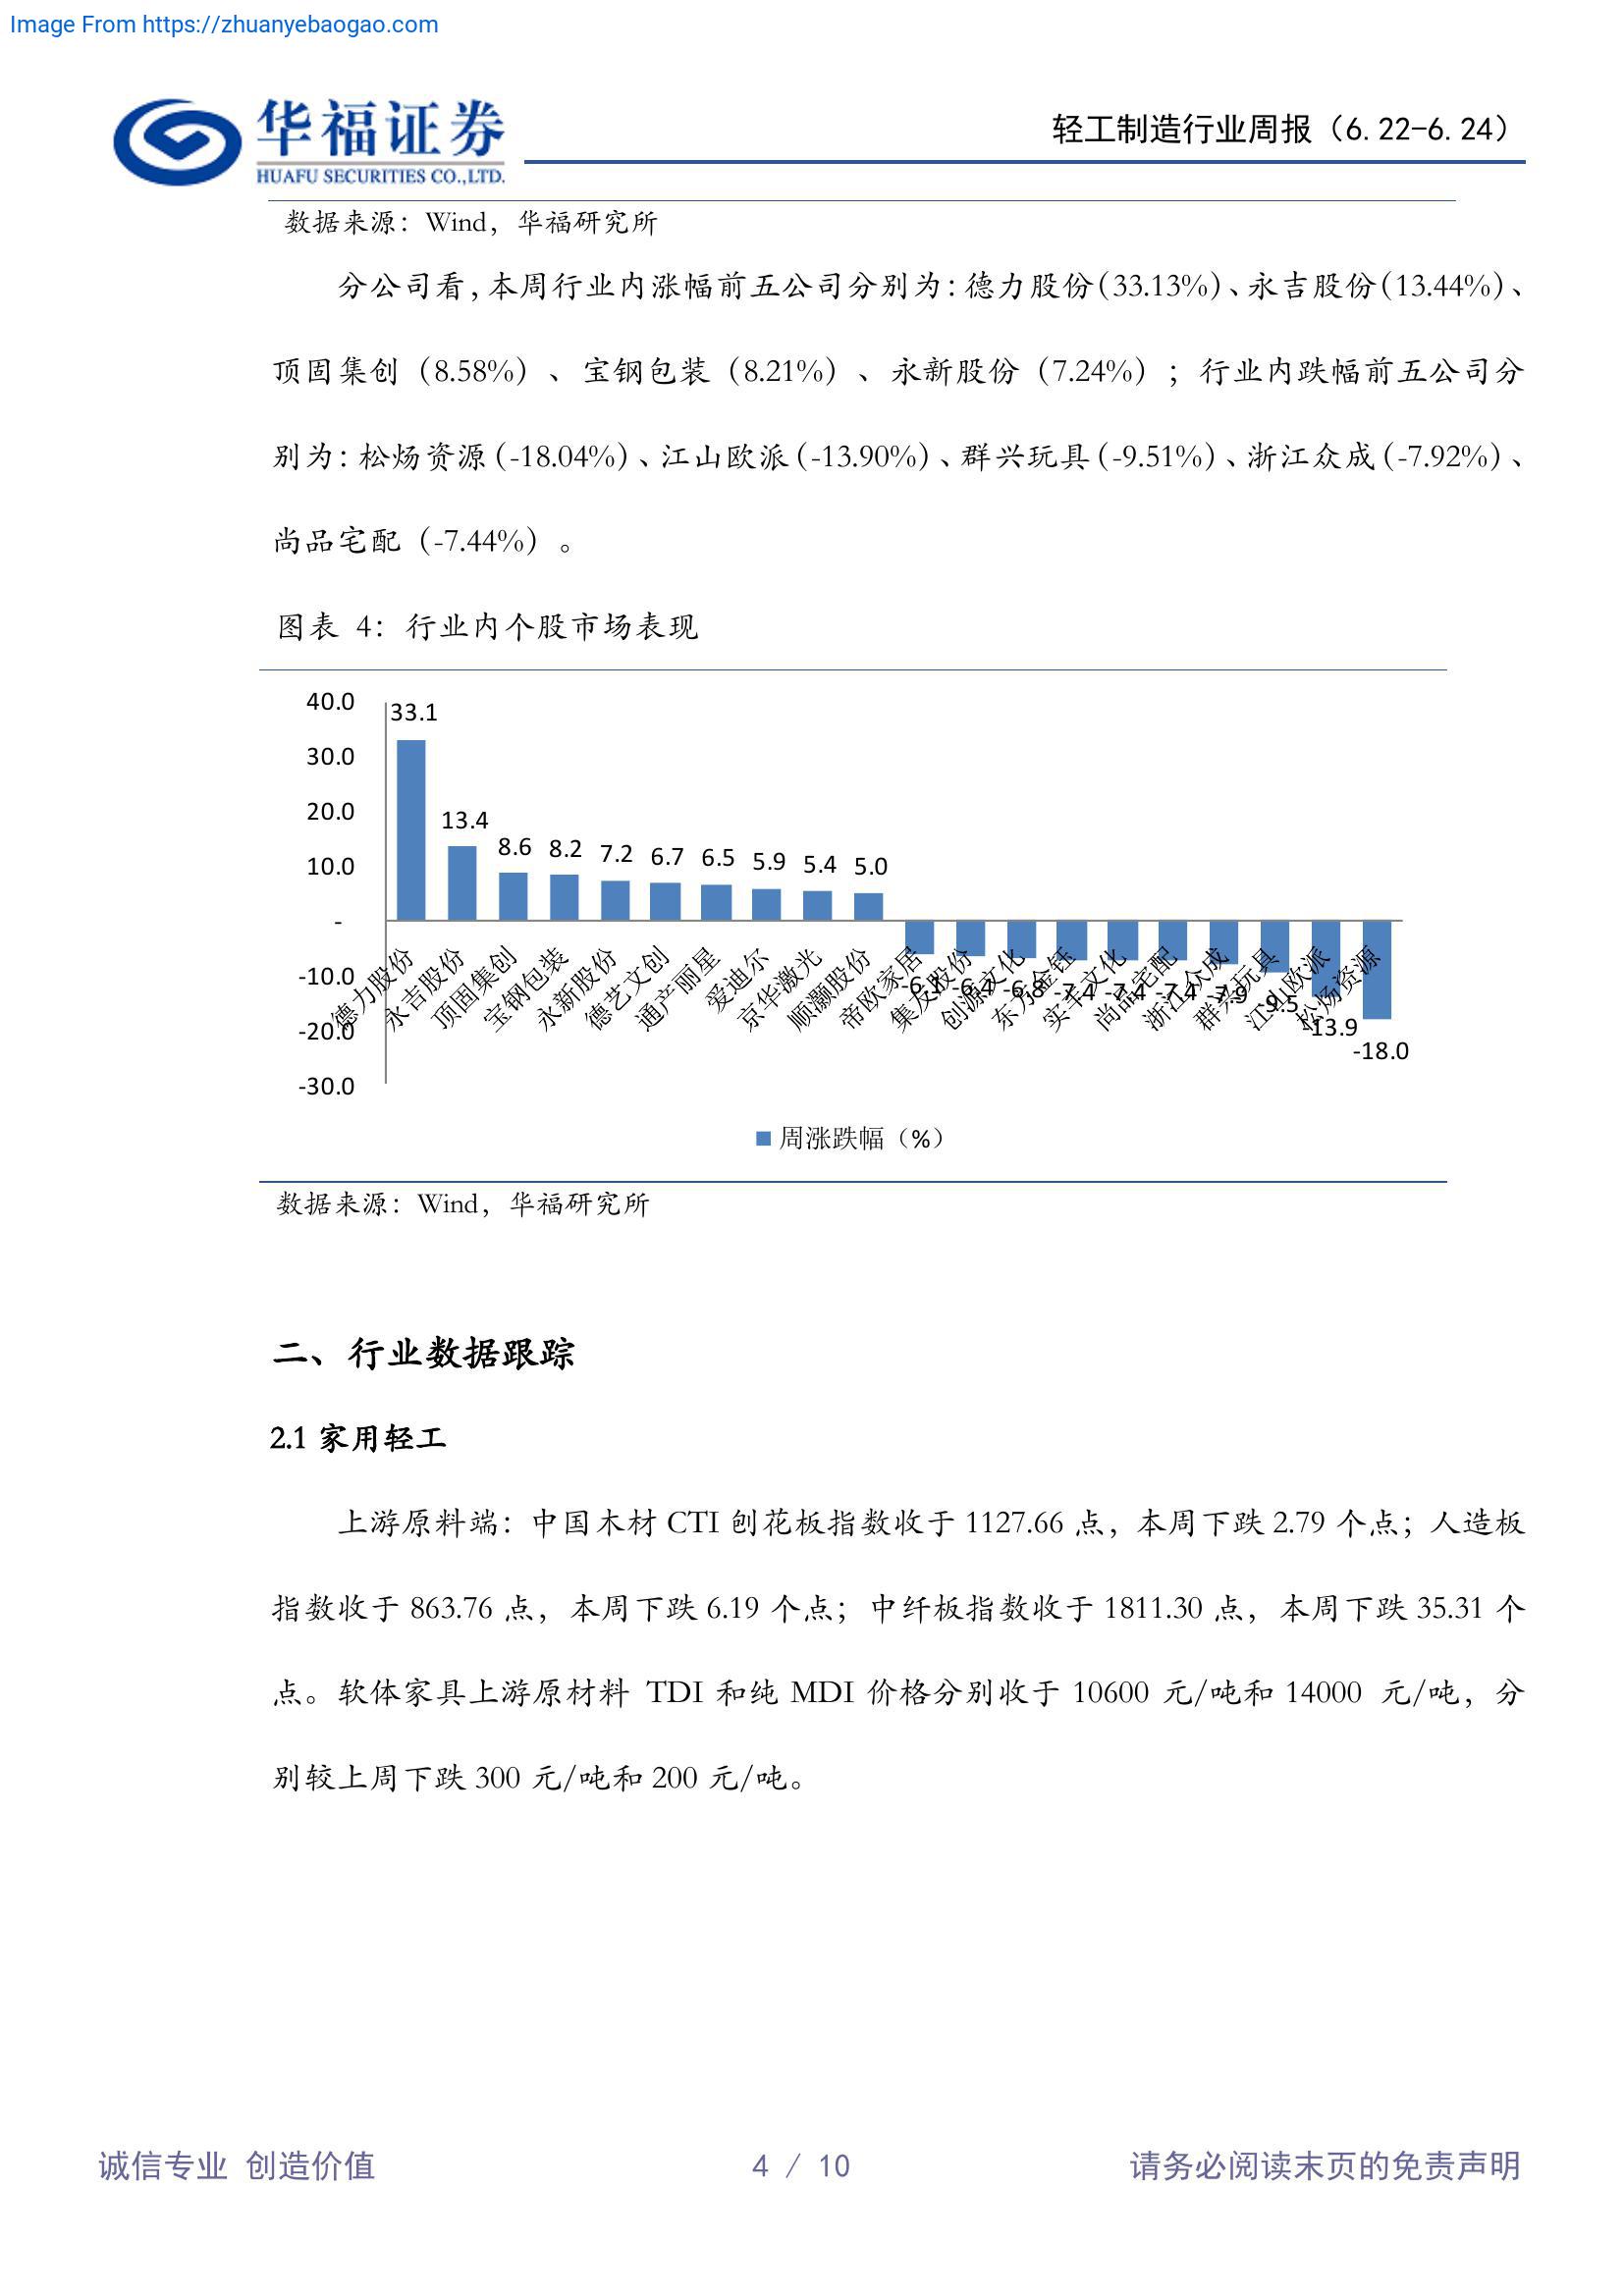 Image From https://zhuanyebaogao.com
华福证券
HUAFU SECURITIES CO.,LTD.
轻工制造行业周报（6.22-6.24）
数据来源：Wind，华福研究所
分公司看，本周行业内涨幅前五公司分别为：德力股份（33.13%）、永吉股份（13.44%）、
顶固集创（8.58%）、宝钢包装（8.21%）、永新股份（7.24%）；行业内跌幅前五公司分
别为：松炀资源（-18.04%）、江山欧派（-13.90%）、群兴玩具（-9.51%）、浙江众成（-7.92%）、
尚品宅配（-7.44%）。
图表 4：行业内个股市场表现
40.0
30.0
20.0
10.0
-
-10.0
-20.0
-30.0
33.1
13.4
8.6
8.2
7.2
6.7
6.5
5.9
5.4
5.0
-6.8
-7.4
-7.4
-7.9
-9.5
-13.9
-18.0
德力股份
永吉股份
顶固集创
宝钢包装
永新股份
德艺文创
通产丽星
爱迪尔
京华激光
顺灏股份
帝欧家居
集友股份
创源文化
东方金钰
实丰文化
尚品宅配
浙江众成
群兴玩具
江山欧派
松炀资源
周涨跌幅（%）
数据来源：Wind，华福研究所
二、行业数据跟踪
2.1 家用轻工
上游原料端：中国木材 CTI 刨花板指数收于 1127.66 点，本周下跌 2.79 个点；人造板
指数收于 863.76 点，本周下跌 6.19 个点；中纤板指数收于 1811.30 点，本周下跌 35.31 个
点。软体家具上游原材料 TDI 和纯 MDI 价格分别收于 10600 元/吨和 14000 元/吨，分
别较上周下跌 300 元/吨和 200 元/吨。
诚信专业 创造价值
4 / 10
请务必阅读末页的免责声明